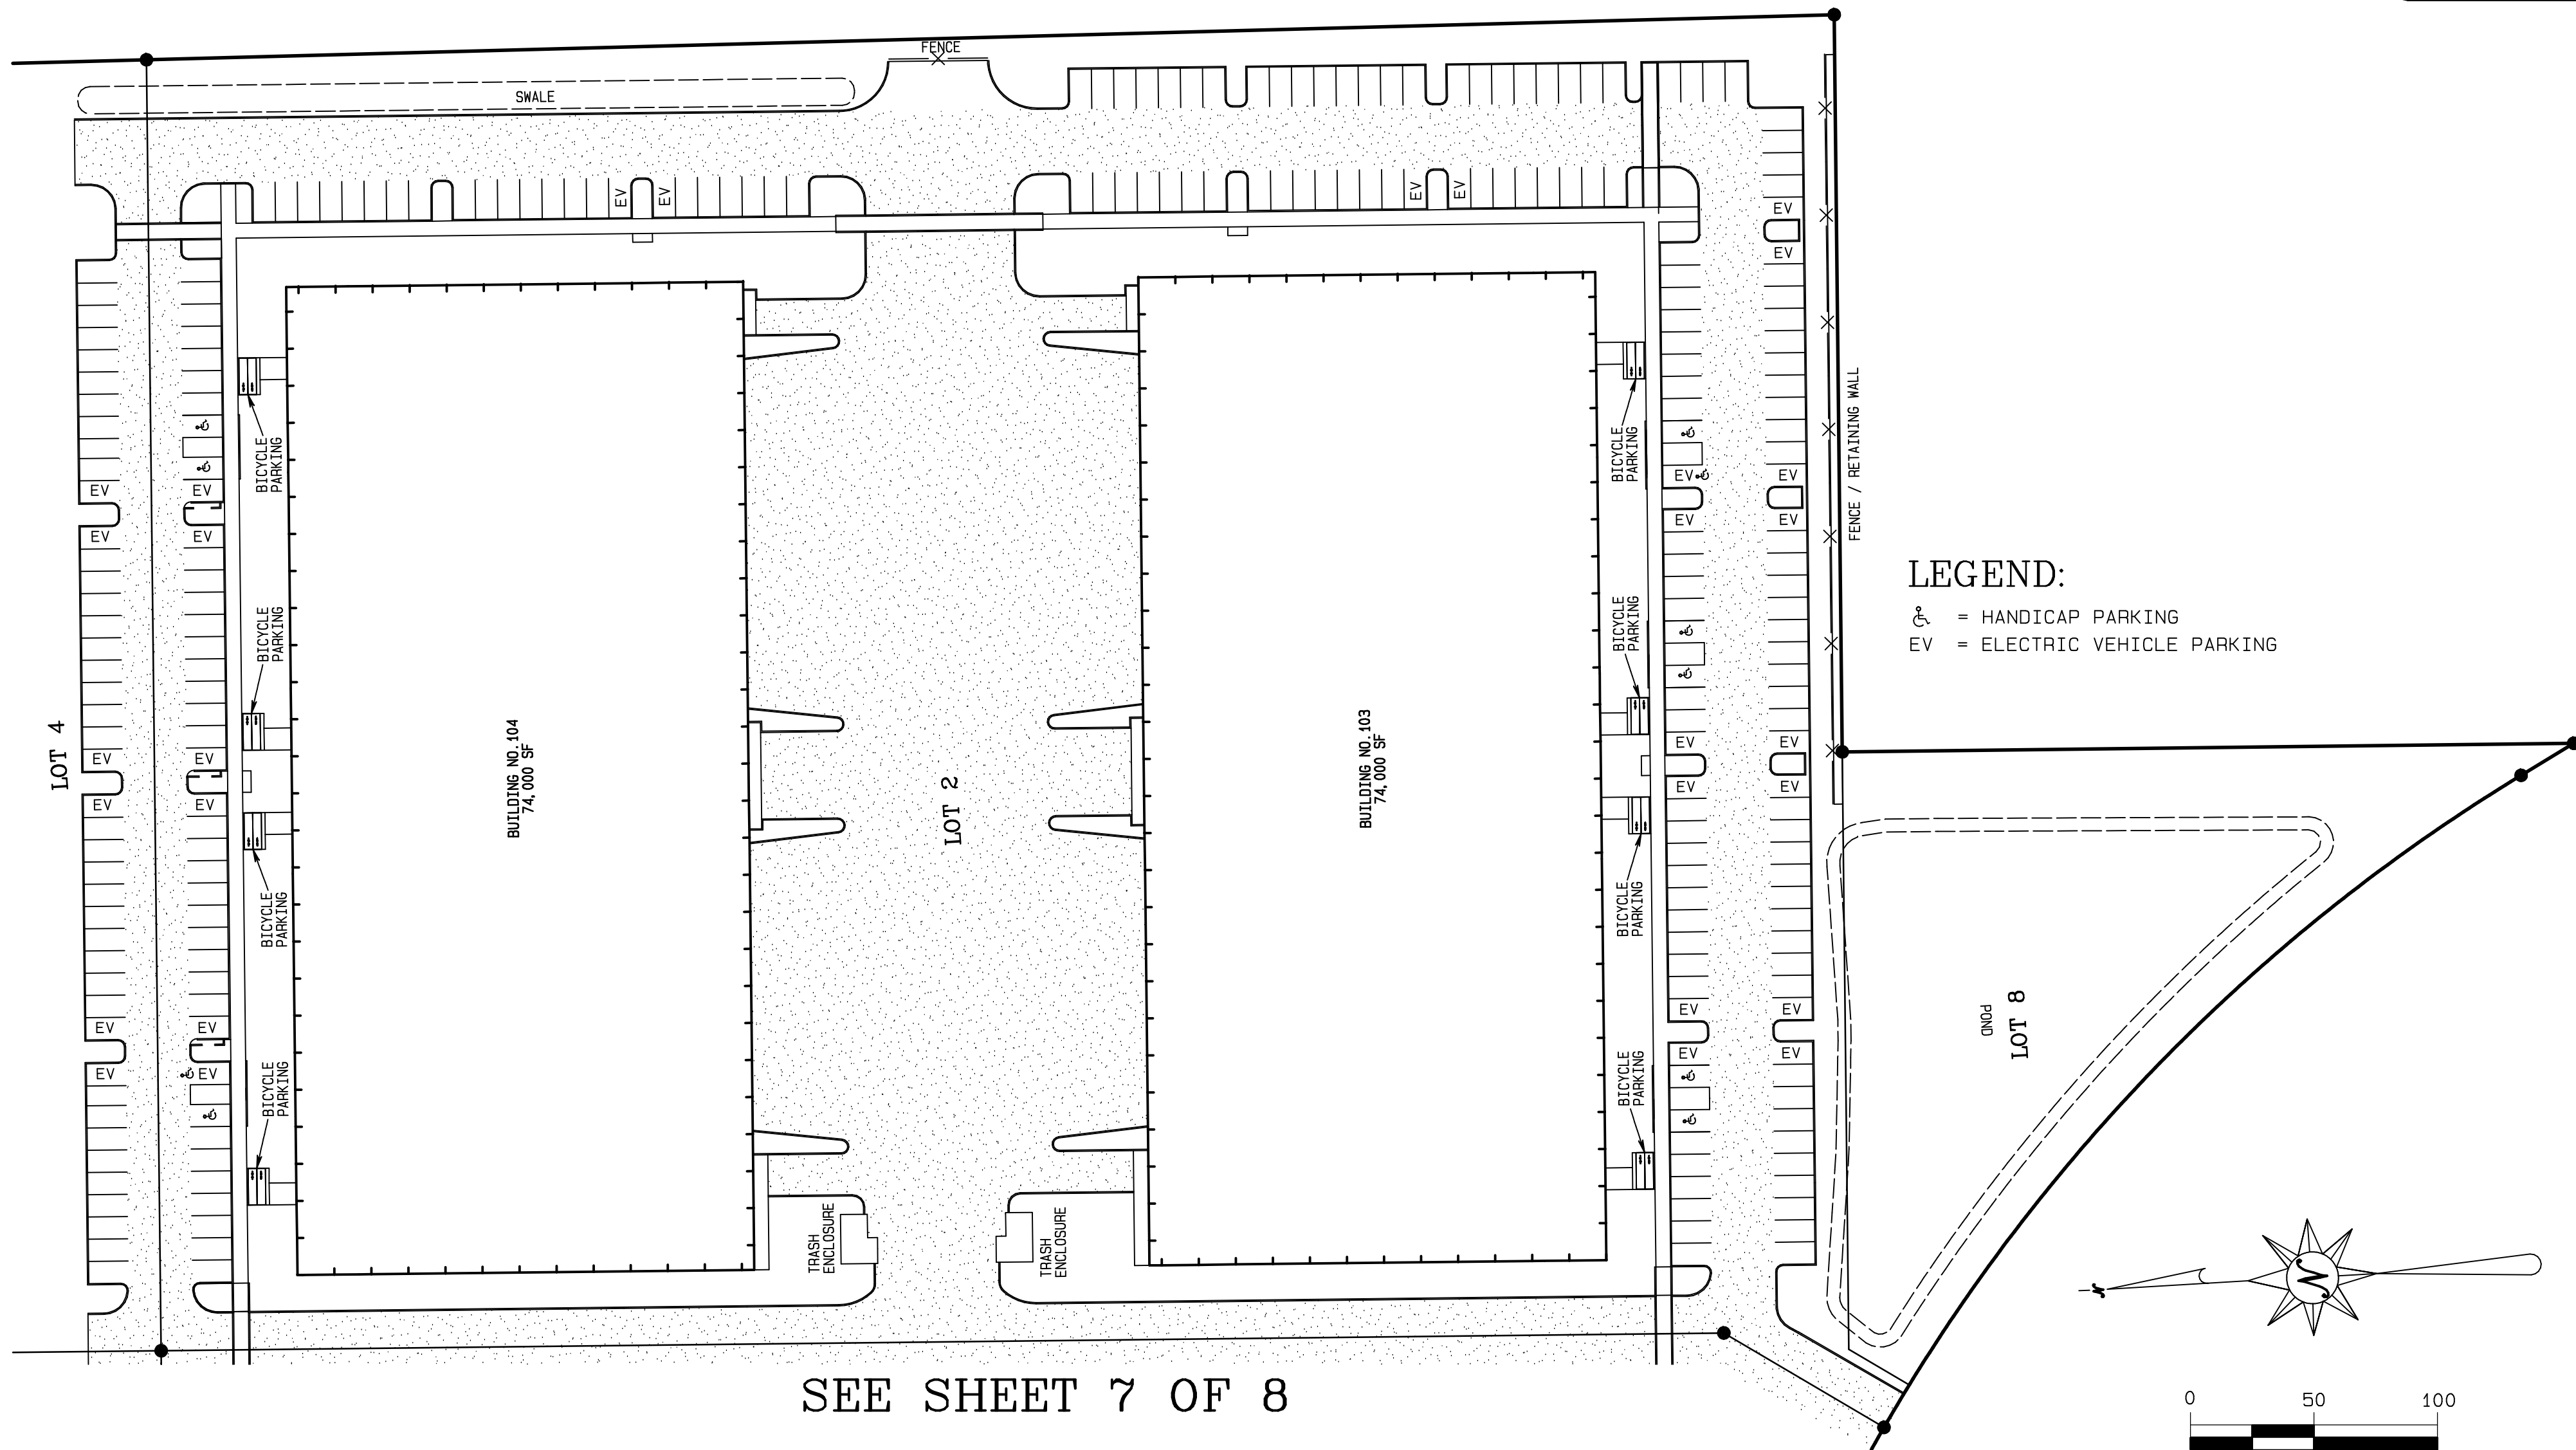 FENCE
SWALE
EV
EV
EV
EV
EV
EV
BICYCLE
PARKING
BICYCLE
PARKING
FENCE / RETAINING WALL
EV
EV
EV
EV
EV
EV
EV
EV
LEGEND:
= HANDICAP PARKING
EV = ELECTRIC VEHICLE PARKING
BICYCLE
PARKING
BICYCLE
PARKING
LOT 4
BUILDING NO.104
74,000 SF
LOT 2
BUILDING NO.103
74,000 SF
EV
EV
EV
EV
EV
EV
EV
EV
BICYCLE
PARKING
BICYCLE
PARKING
POND
LOT 8
EV
EV
EV
EV
EV
EV
EV
EV
BICYCLE
PARKING
BICYCLE
PARKING
TRASH
ENCLOSURE
TRASH
ENCLOSURE
N
N
SEE SHEET 7 OF 8
0 50 100